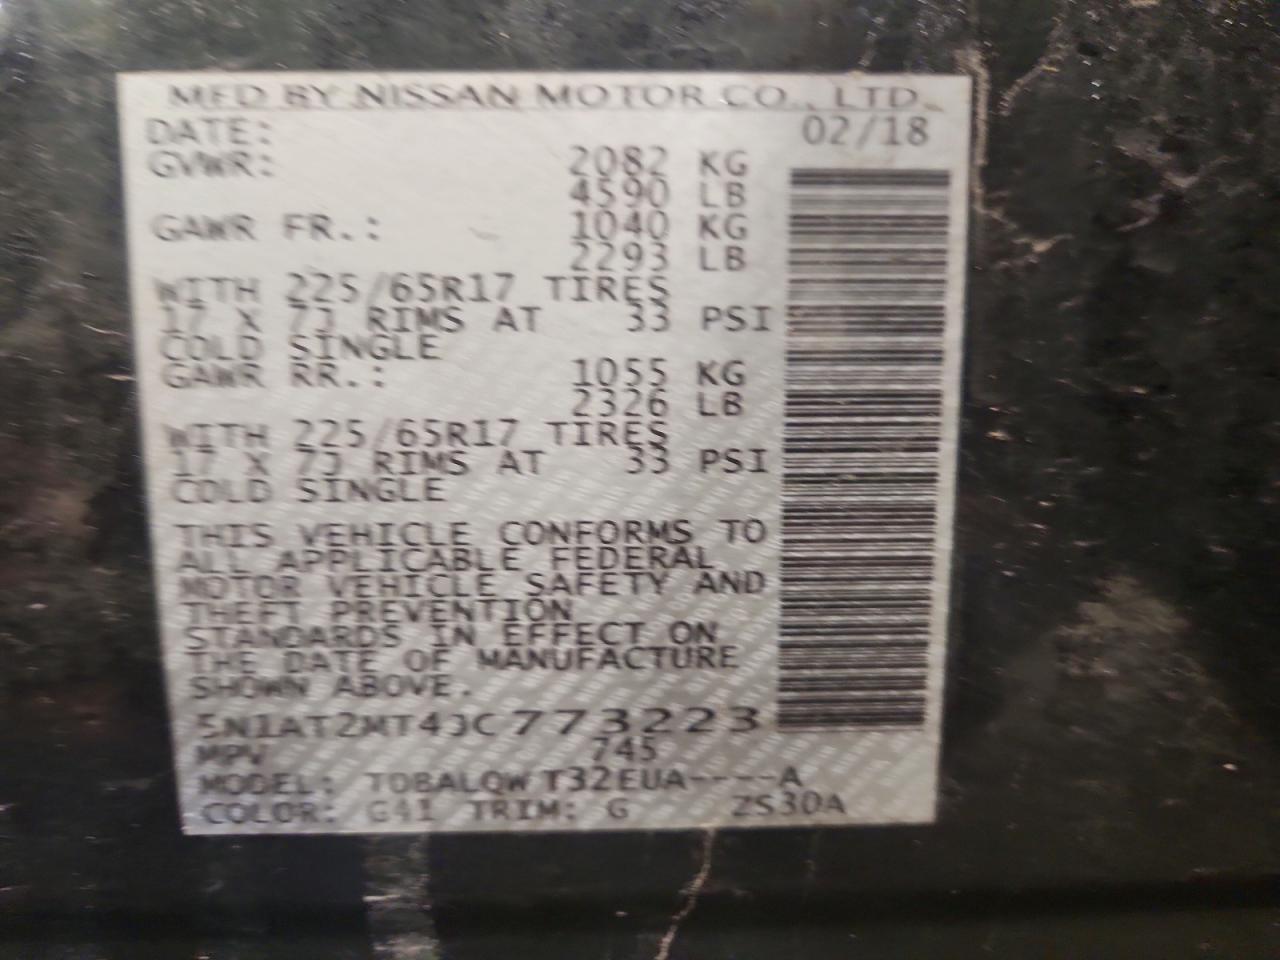 MFD BY NISSAN MOTOR CO., LTD.
DATE: 02/18
GVWR: 2082 KG
4590 LB
GAWR FR.: 1040 KG
2293 LB
WITH 225/65R17 TIRES
17 X 7J RIMS AT 33 PSI
COLD SINGLE
GAWR RR.: 1055 KG
2326 LB
WITH 225/65R17 TIRES
17 X 7J RIMS AT 33 PSI
COLD SINGLE
THIS VEHICLE CONFORMS TO
ALL APPLICABLE FEDERAL
MOTOR VEHICLE SAFETY AND
THEFT PREVENTION
STANDARDS IN EFFECT ON
THE DATE OF MANUFACTURE
SHOWN ABOVE.
5N1AT2MT4JC773223
MPV 745
MODEL: TOBALQWT32EUA----A
COLOR: G41 TRIM: G ZS30A